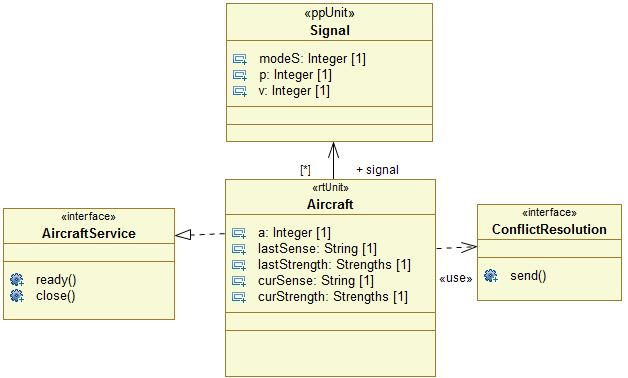 «ppUnit»
Signal
modeS: Integer [1]
p: Integer [1]
v: Integer [1]
[*]
+ signal
«rtUnit»
Aircraft
a: Integer [1]
lastSense: String [1]
lastStrength: Strengths [1]
curSense: String [1]
curStrength: Strengths [1]
«interface»
AircraftService
ready()
close()
«use»
«interface»
ConflictResolution
send()